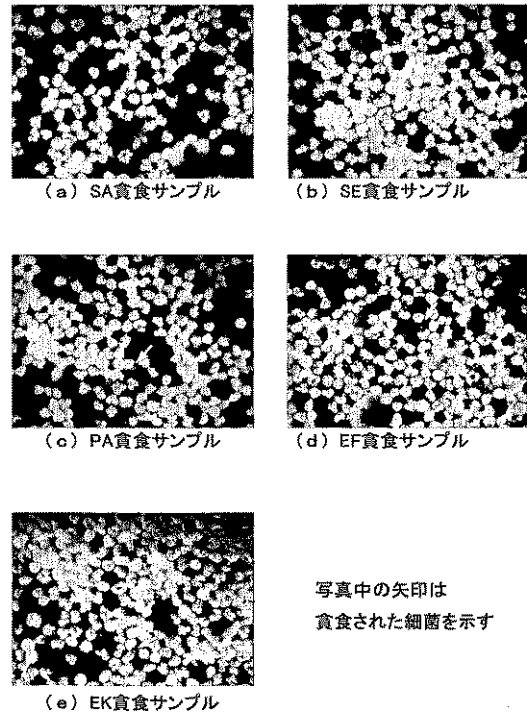 (a) SA貪食サンプル
(b) SE貪食サンプル
(c) PA貪食サンプル
(d) EF貪食サンプル
写真中の矢印は
貪食された細菌を示す
(e) EK貪食サンプル